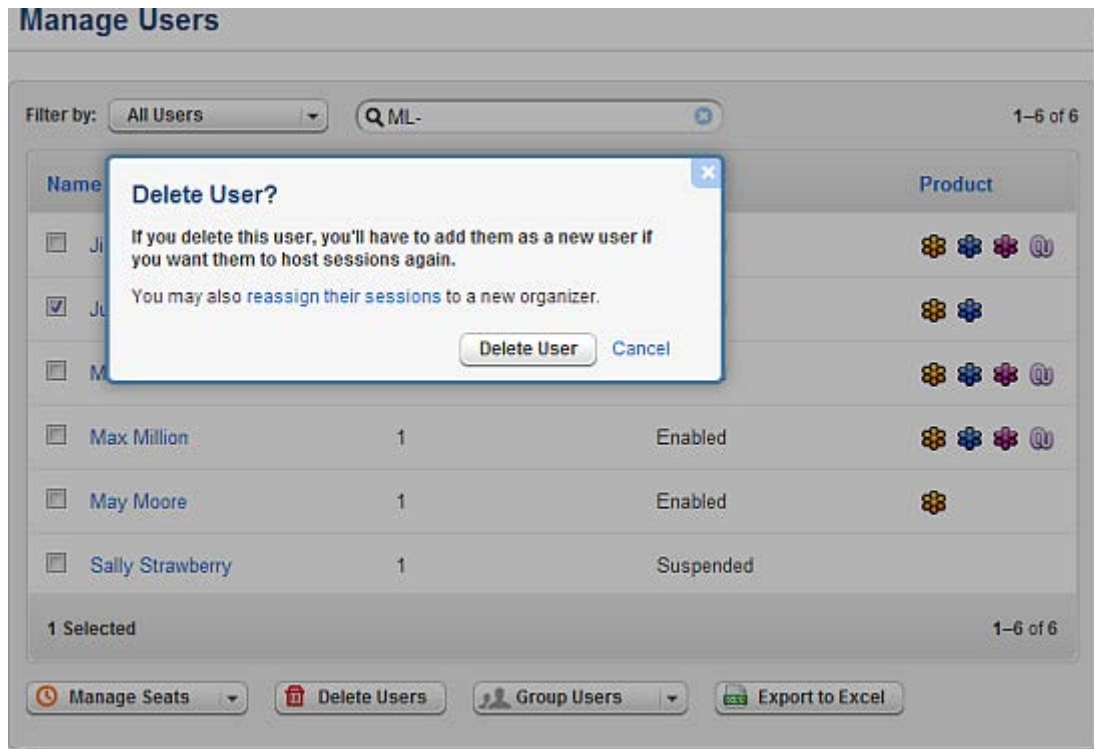 Manage Users
Filter by: All Users ML- 1–6 of 6
Name Product
Delete User?
If you delete this user, you'll have to add them as a new user if
you want them to host sessions again.
You may also reassign their sessions to a new organizer.
Delete User Cancel
Max Million 1 Enabled
May Moore 1 Enabled
Sally Strawberry 1 Suspended
1 Selected 1–6 of 6
Manage Seats Delete Users Group Users Export to Excel